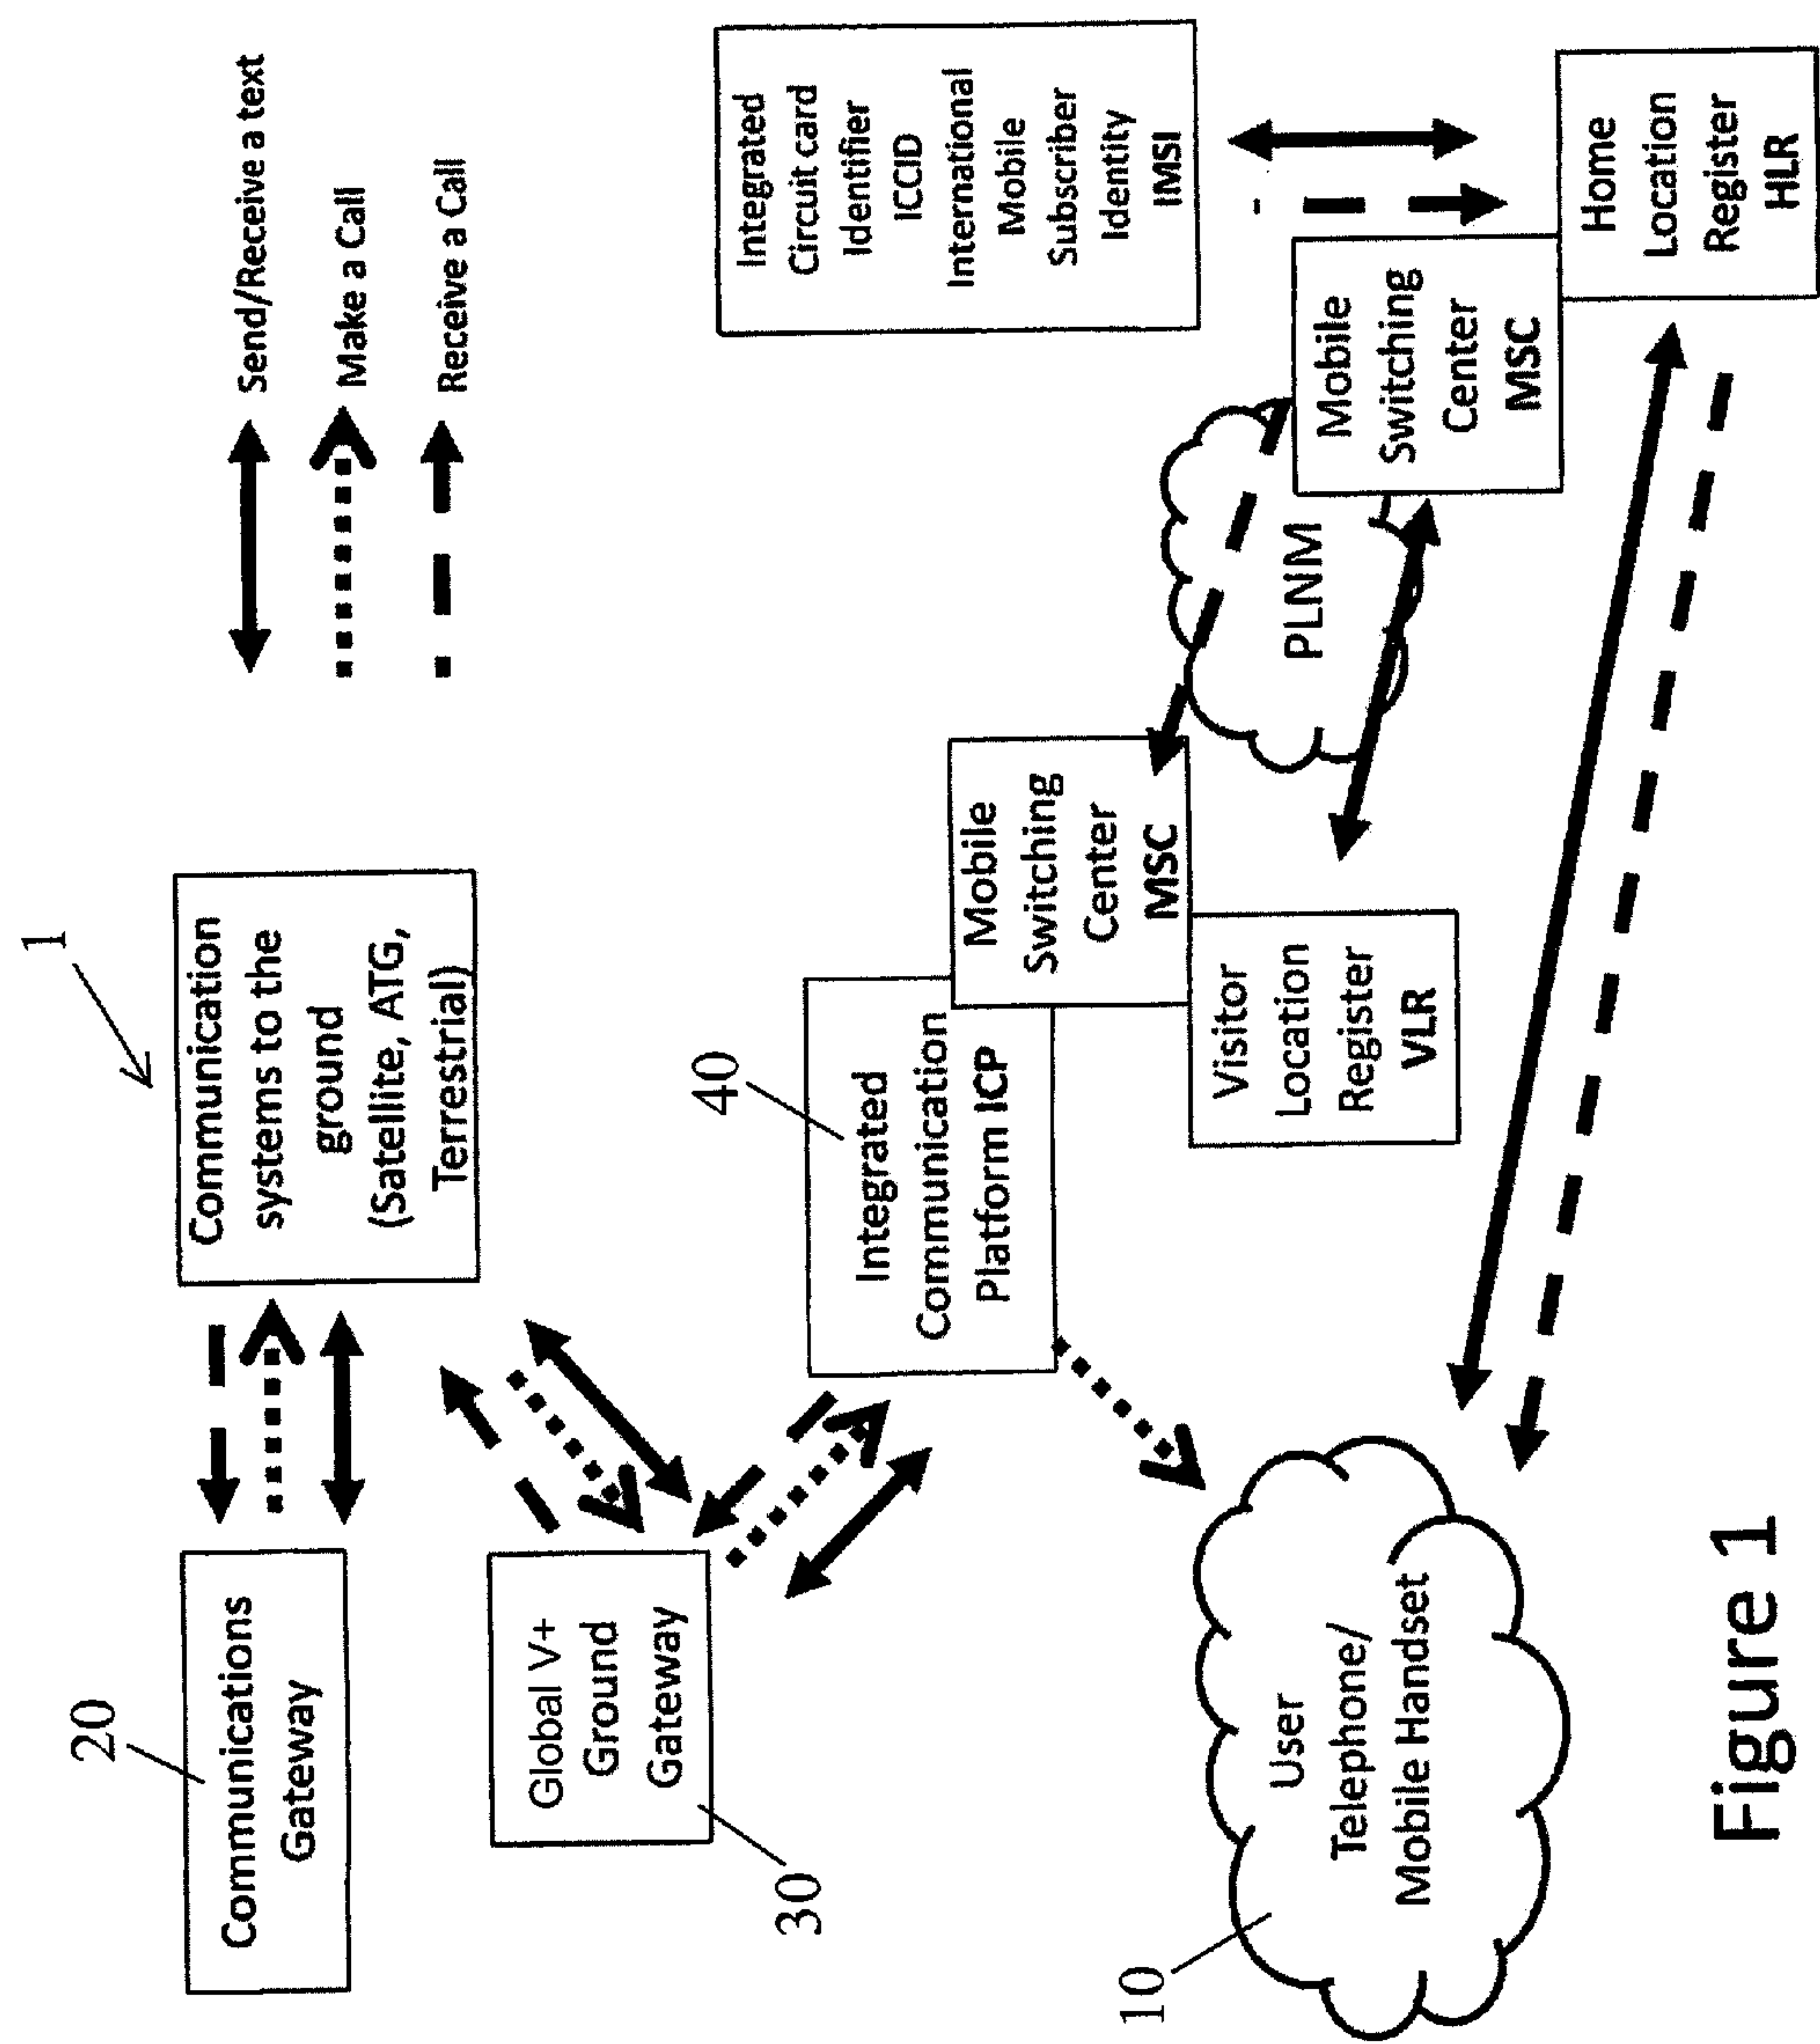 1
Send/Receive a text
Make a Call
Receive a Call
20
Communications
Gateway
Communication
systems to the
ground
(Satellite, ATG,
Terrestrial)
Global V+
Ground
Gateway
30
40
Integrated
Communication
Platform ICP
Mobile
Switching
Center
MSC
Visitor
Location
Register
VLR
PLNM
Integrated
Circuit card
Identifier
ICCID
International
Mobile
Subscriber
Identity
IMSI
Mobile
Switching
Center
MSC
Home
Location
Register
HLR
10
User
Telephone/
Mobile Handset
Figure 1